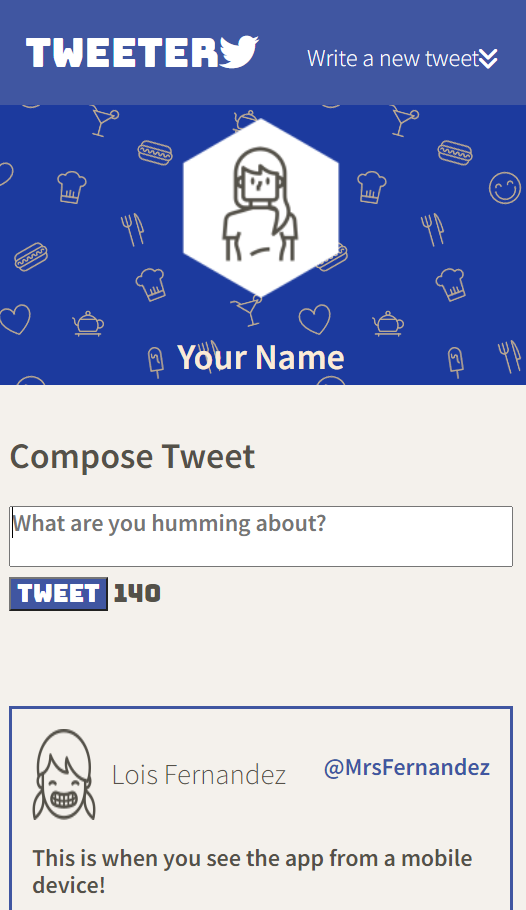 TWEETER
Write a new tweet
Your Name
Compose Tweet
What are you humming about?
TWEET 140
Lois Fernandez @MrsFernandez
This is when you see the app from a mobile
device!